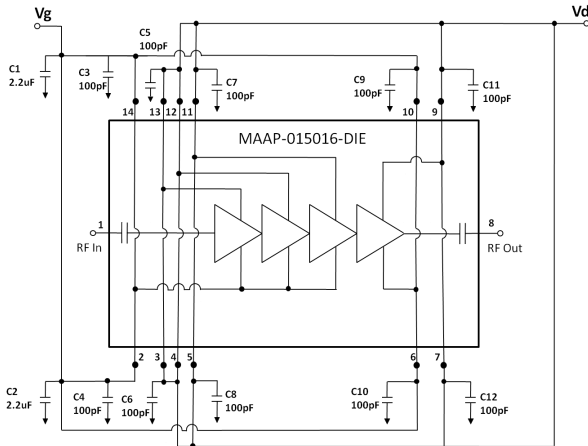 Vg
Vd
C5
100pF
C1
2.2uF
C3
100pF
C7
100pF
C9
100pF
C11
100pF
14
13
12
11
10
9
MAAP-015016-DIE
1
RF In
8
RF Out
2
3
4
5
6
7
C2
2.2uF
C4
100pF
C6
100pF
C8
100pF
C10
100pF
C12
100pF